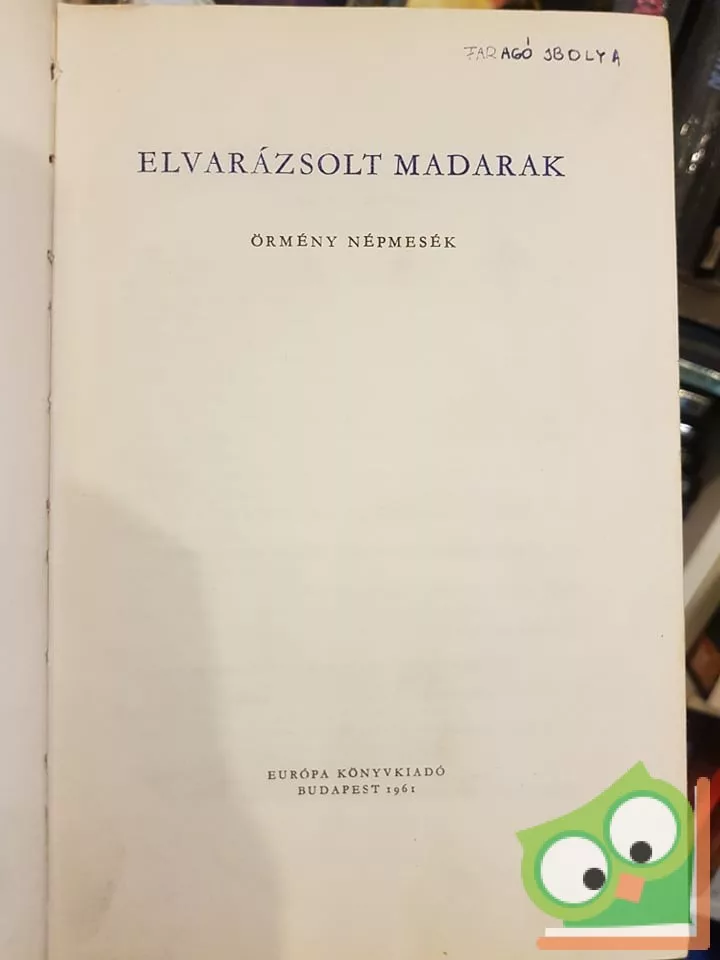 FARAGÓ IBOLYA
ELVARÁZSOLT MADARAK
ÖRMÉNY NÉPMESÉK
EURÓPA KÖNYVKIADÓ
BUDAPEST 1961